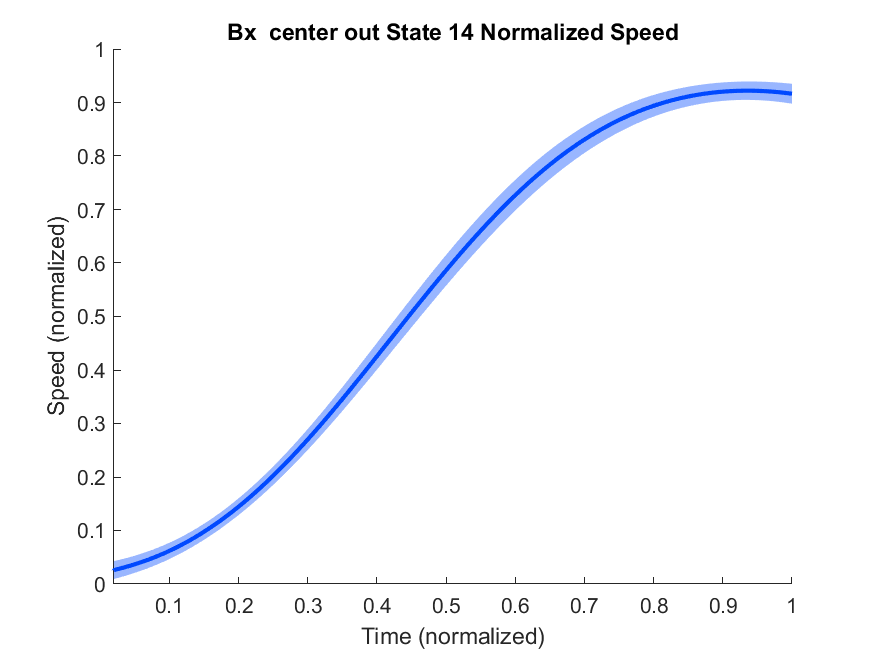 Bx  center out State 14 Normalized Speed
1
0.9
0.8
0.7
0.6
0.5
0.4
0.3
0.2
0.1
0
Speed (normalized)
0.1 0.2 0.3 0.4 0.5 0.6 0.7 0.8 0.9 1
Time (normalized)